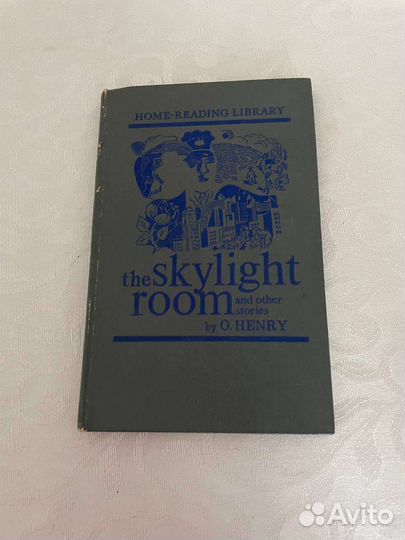 HOME-READING LIBRARY
the skylight
room and other
stories
by O. HENRY
Avito